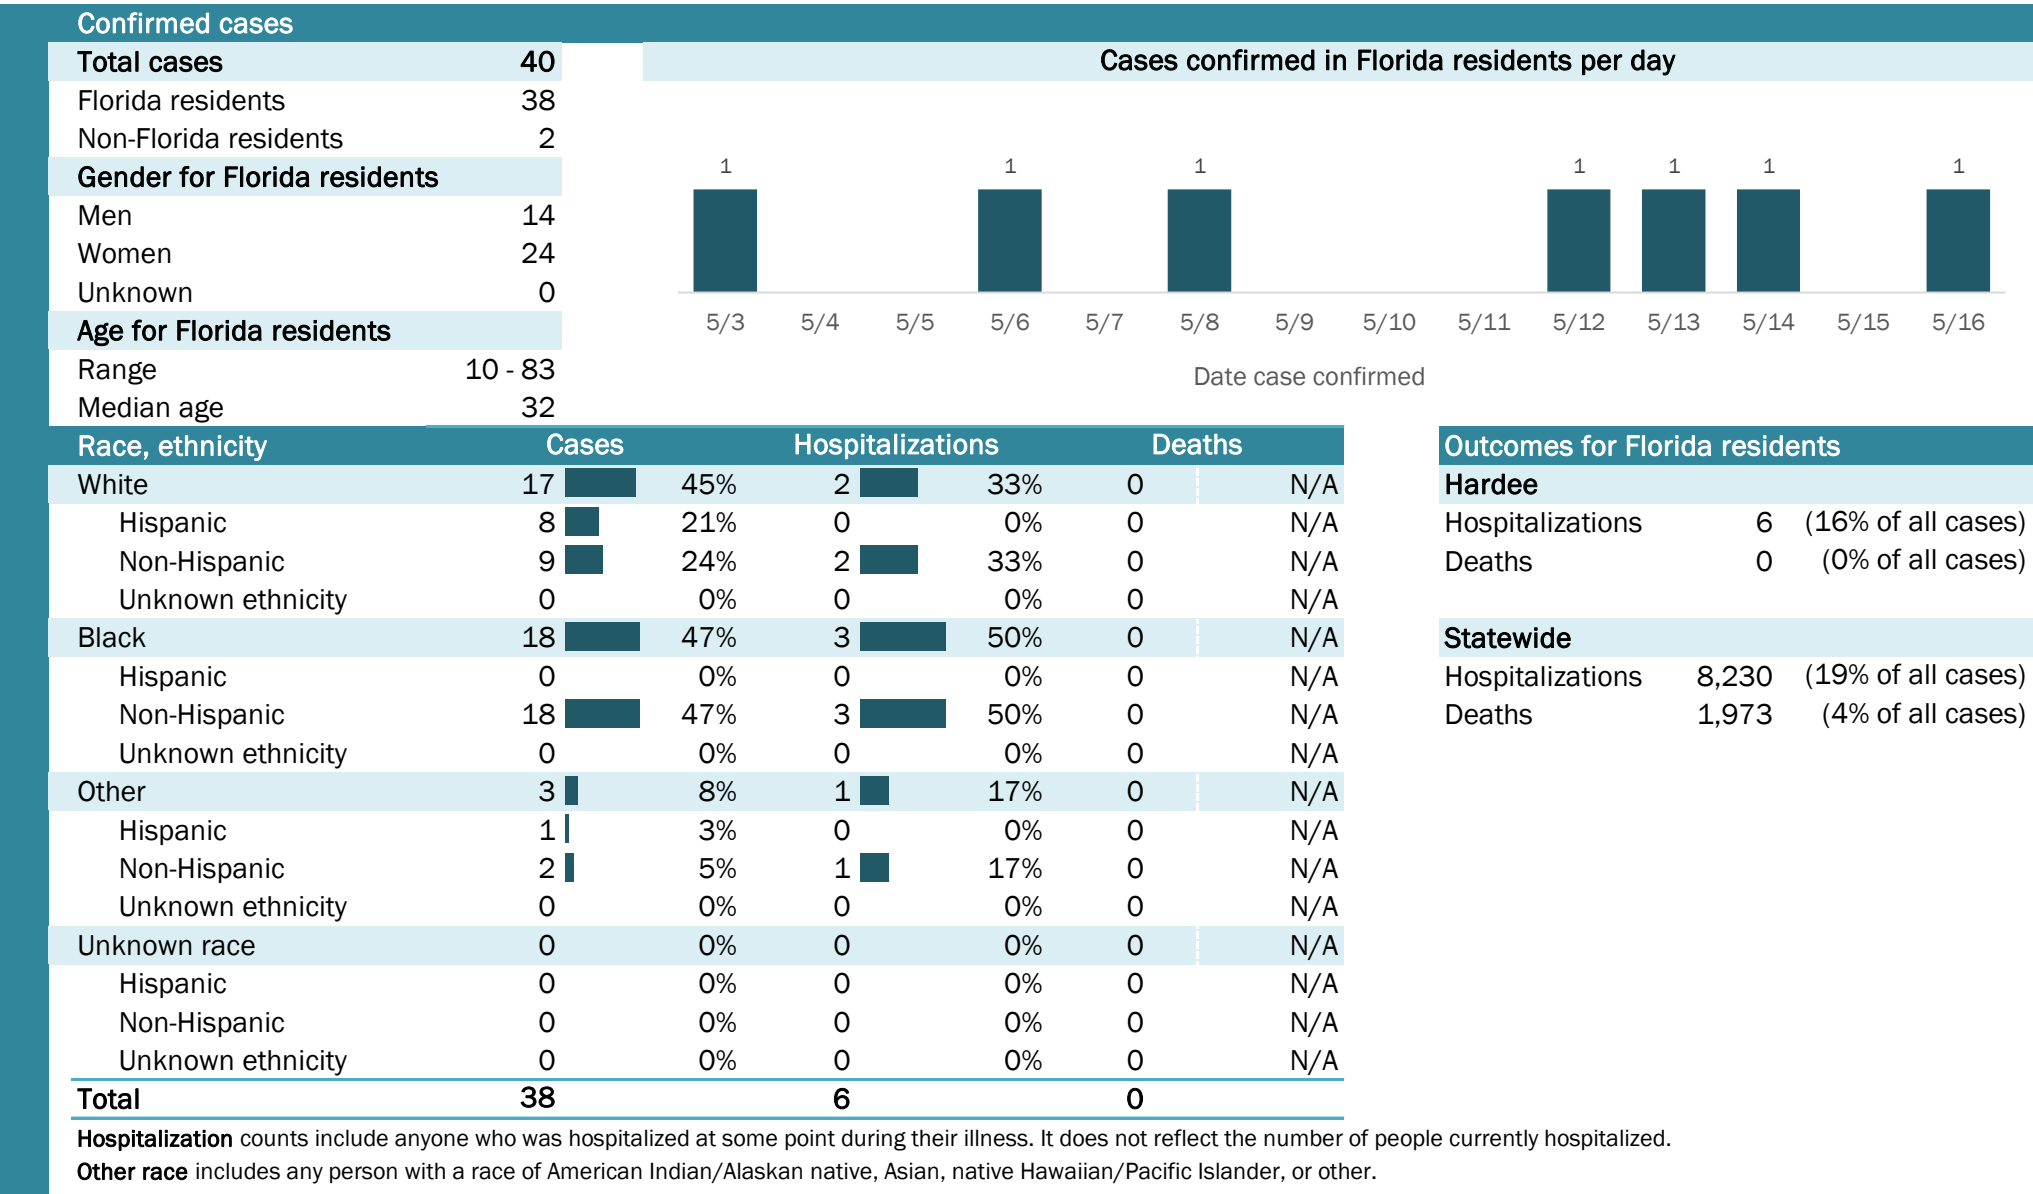 Confirmed cases
Total cases 40
Florida residents 38
Non-Florida residents 2
Gender for Florida residents
Men 14
Women 24
Unknown 0
Age for Florida residents
Range 10 - 83
Median age 32
Cases confirmed in Florida residents per day
1 1 1 1 1 1 1
5/3 5/4 5/5 5/6 5/7 5/8 5/9 5/10 5/11 5/12 5/13 5/14 5/15 5/16
Date case confirmed
Race, ethnicity Cases Hospitalizations Deaths
White 17 45% 2 33% 0 N/A
Hispanic 8 21% 0 0% 0 N/A
Non-Hispanic 9 24% 2 33% 0 N/A
Unknown ethnicity 0 0% 0 0% 0 N/A
Black 18 47% 3 50% 0 N/A
Hispanic 0 0% 0 0% 0 N/A
Non-Hispanic 18 47% 3 50% 0 N/A
Unknown ethnicity 0 0% 0 0% 0 N/A
Other 3 8% 1 17% 0 N/A
Hispanic 1 3% 0 0% 0 N/A
Non-Hispanic 2 5% 1 17% 0 N/A
Unknown ethnicity 0 0% 0 0% 0 N/A
Unknown race 0 0% 0 0% 0 N/A
Hispanic 0 0% 0 0% 0 N/A
Non-Hispanic 0 0% 0 0% 0 N/A
Unknown ethnicity 0 0% 0 0% 0 N/A
Total 38 6 0
Outcomes for Florida residents
Hardee
Hospitalizations 6 (16% of all cases)
Deaths 0 (0% of all cases)
Statewide
Hospitalizations 8,230 (19% of all cases)
Deaths 1,973 (4% of all cases)
Hospitalization counts include anyone who was hospitalized at some point during their illness. It does not reflect the number of people currently hospitalized.
Other race includes any person with a race of American Indian/Alaskan native, Asian, native Hawaiian/Pacific Islander, or other.